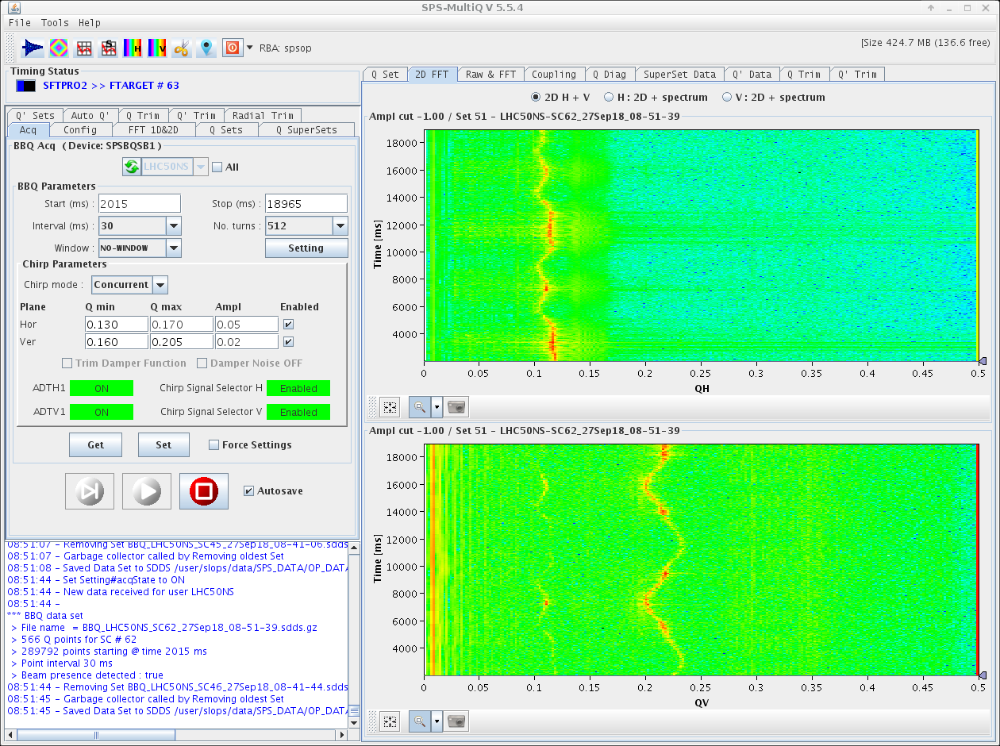 SPS-MultiQ V 5.5.4
File Tools Help
RBA: spsop
[Size 424.7 MB (136.6 free)
Timing Status
SFTPRO2 >> FTARGET # 63
Q' Sets Auto Q' Q Trim Q' Trim Radial Trim
Acq Config FFT 1D&2D Q Sets Q SuperSets
BBQ Acq ( Device: SPSBQSB1 )
LHC50NS All
BBQ Parameters
Start (ms) : 2015 Stop (ms) : 18965
Interval (ms) : 30 No. turns : 512
Window : NO-WINDOW Setting
Chirp Parameters
Chirp mode : Concurrent
Plane Q min Q max Ampl Enabled
Hor 0.130 0.170 0.05
Ver 0.160 0.205 0.02
Trim Damper Function Damper Noise OFF
ADTH1 ON Chirp Signal Selector H Enabled
ADTV1 ON Chirp Signal Selector V Enabled
Get Set Force Settings
Autosave
08:51:07 - Removing Set BBQ_LHC50NS_SC45_27Sep18_08-41-06.sdds
08:51:07 - Garbage collector called by Removing oldest Set
08:51:08 - Saved Data Set to SDDS /user/slops/data/SPS_DATA/OP_DATA
08:51:44 - Set Setting#acqState to ON
08:51:44 - New data received for user LHC50NS
08:51:44 -
*** BBQ data set
> File name = BBQ_LHC50NS_SC62_27Sep18_08-51-39.sdds.gz
> 566 Q points for SC # 62
> 289792 points starting @ time 2015 ms
> Point interval 30 ms
> Beam presence detected : true
08:51:44 - Removing Set BBQ_LHC50NS_SC46_27Sep18_08-41-44.sdds
08:51:45 - Garbage collector called by Removing oldest Set
08:51:45 - Saved Data Set to SDDS /user/slops/data/SPS_DATA/OP_DATA
Q Set 2D FFT Raw & FFT Coupling Q Diag SuperSet Data Q' Data Q Trim Q' Trim
2D H + V H : 2D + spectrum V : 2D + spectrum
Ampl cut -1.00 / Set 51 - LHC50NS-SC62_27Sep18_08-51-39
Time [ms]
18000
16000
14000
12000
10000
8000
6000
4000
0 0.05 0.1 0.15 0.2 0.25 0.3 0.35 0.4 0.45 0.5
QH
Ampl cut -1.00 / Set 51 - LHC50NS-SC62_27Sep18_08-51-39
Time [ms]
18000
16000
14000
12000
10000
8000
6000
4000
0 0.05 0.1 0.15 0.2 0.25 0.3 0.35 0.4 0.45 0.5
QV